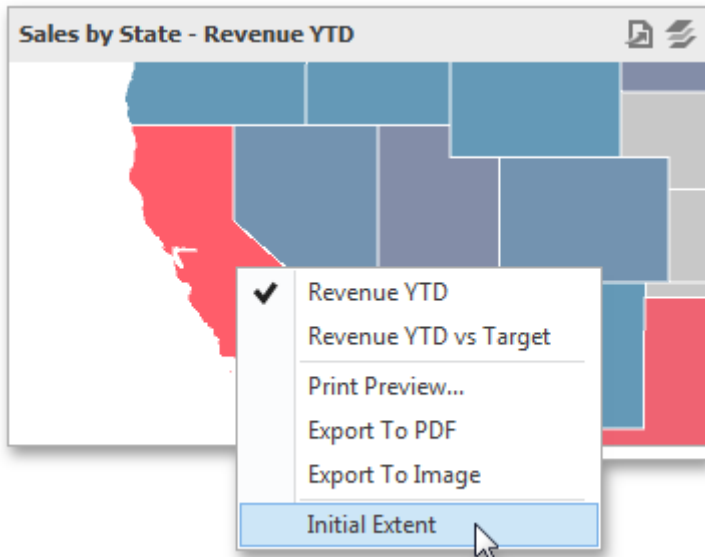 Sales by State - Revenue YTD
Revenue YTD
Revenue YTD vs Target
Print Preview...
Export To PDF
Export To Image
Initial Extent